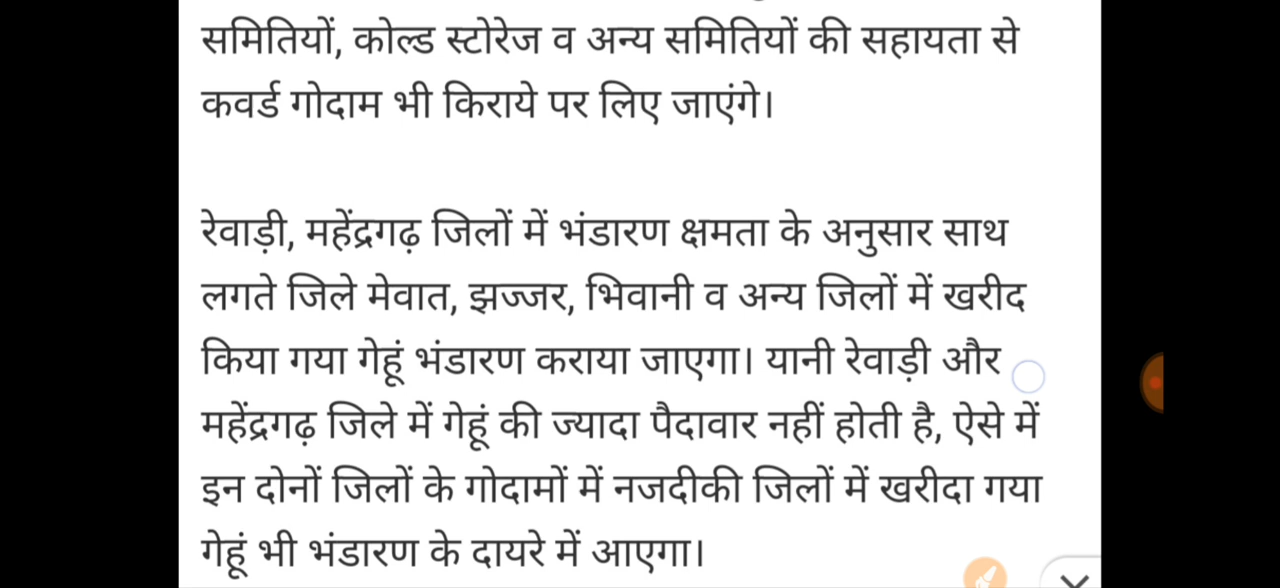 समितियों, कोल्ड स्टोरेज व अन्य समितियों की सहायता से
कवर्ड गोदाम भी किराये पर लिए जाएंगे।
रेवाड़ी, महेंद्रगढ़ जिलों में भंडारण क्षमता के अनुसार साथ
लगते जिले मेवात, झज्जर, भिवानी व अन्य जिलों में खरीद
किया गया गेहूं भंडारण कराया जाएगा। यानी रेवाड़ी और
महेंद्रगढ़ जिले में गेहूं की ज्यादा पैदावार नहीं होती है, ऐसे में
इन दोनों जिलों के गोदामों में नजदीकी जिलों में खरीदा गया
गेहूं भी भंडारण के दायरे में आएगा।